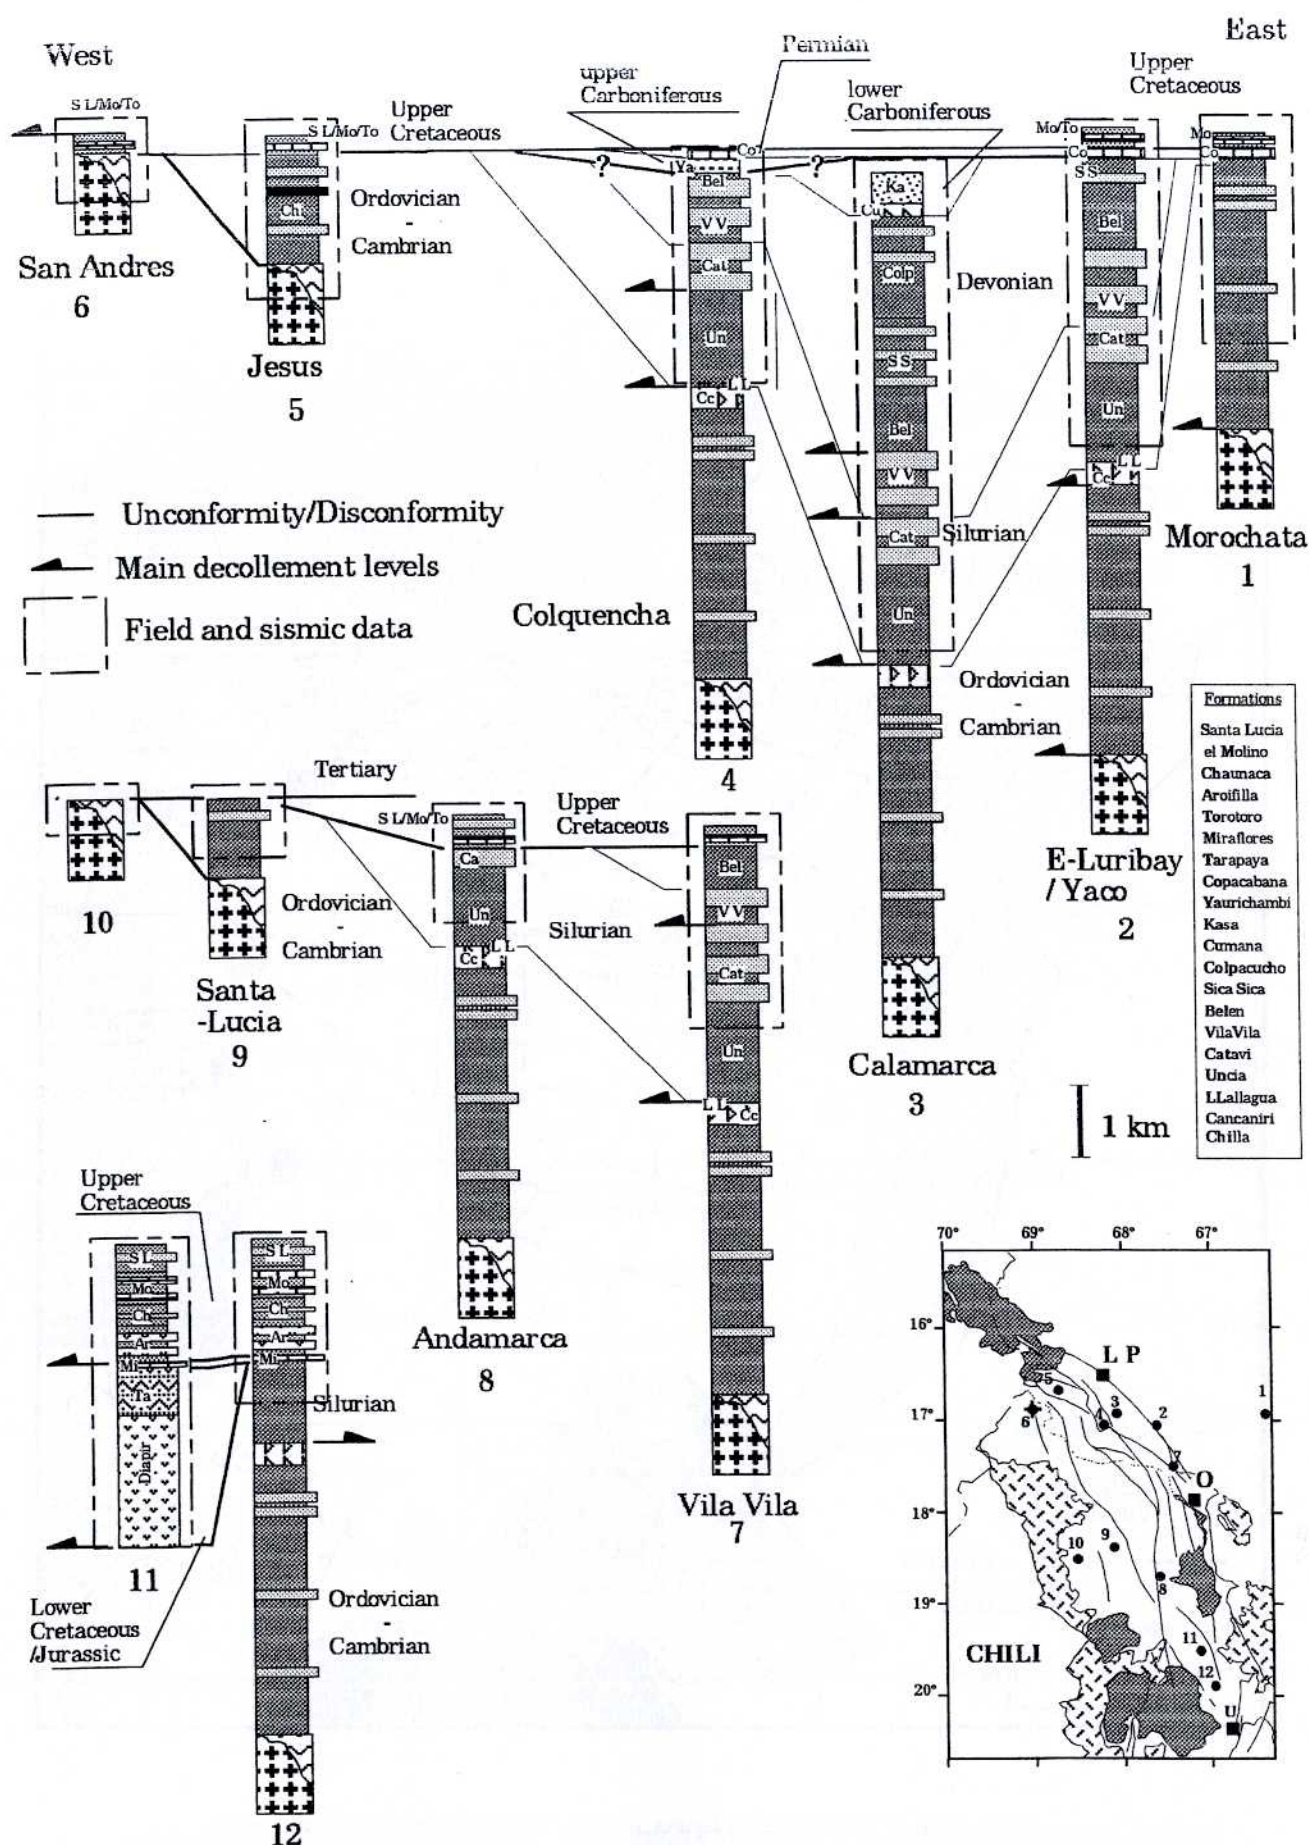 West
East
S L/Mo/To
S L/Mo/To
Upper
Cretaceous
upper
Carboniferous
Permian
lower
Carboniferous
Upper
Cretaceous
Mo/To
Mo
Co
Co
S S
?
?
Ya
Bel
V V
Cat
Un
L L
Cc
Ka
Cu
Colp
S S
Bel
V V
Cat
Un
Devonian
Silurian
Bel
V V
Cat
Un
L L
Cc
Chi
Ordovician
-
Cambrian
San Andres
6
Jesus
5
Unconformity/Disconformity
Main decollement levels
Field and sismic data
Colquencha
4
Morochata
1
Ordovician
-
Cambrian
E-Luribay
/ Yaco
2
Calamarca
3
Formations
Santa Lucia
el Molino
Chaunaca
Aroifilla
Torotoro
Miraflores
Tarapaya
Copacabana
Yaurichambi
Kasa
Cumana
Colpacucho
Sica Sica
Belen
VilaVila
Catavi
Uncia
LLallagua
Cancaniri
Chilla
1 km
Tertiary
S L/Mo/To
Upper
Cretaceous
Ca
Un
L L
Cc
Silurian
Bel
V V
Cat
Un
L L
Cc
10
Ordovician
-
Cambrian
Santa
-Lucia
9
Andamarca
8
Vila Vila
7
Upper
Cretaceous
S L
Mo
Ch
Ar
Mi
Ta
Diapir
11
S L
Mo
Ch
Ar
Mi
Silurian
Ordovician
-
Cambrian
12
Lower
Cretaceous
/Jurassic
70°
69°
68°
67°
16°
17°
18°
19°
20°
L P
5
6
4
3
2
1
7
O
10
9
8
11
12
U
CHILI